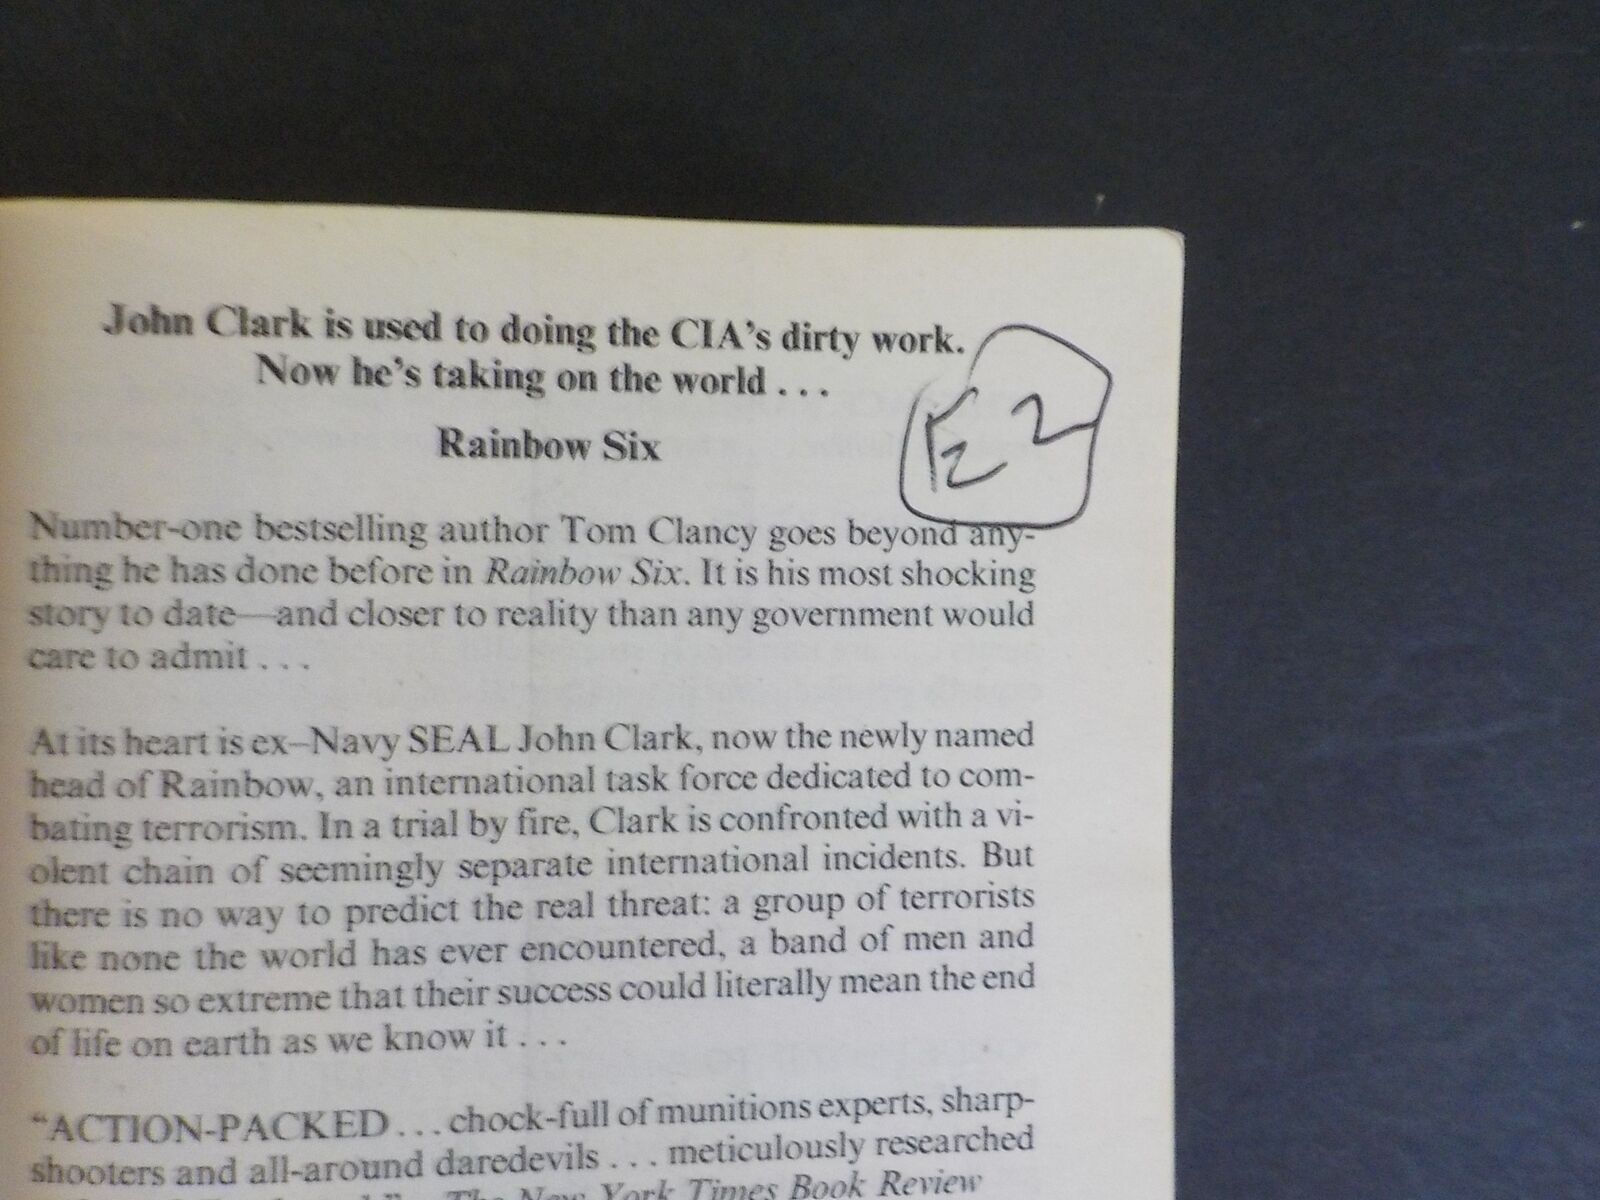 John Clark is used to doing the CIA's dirty work.
Now he's taking on the world . . .
E2
Rainbow Six
Number-one bestselling author Tom Clancy goes beyond any-
thing he has done before in Rainbow Six. It is his most shocking
story to date—and closer to reality than any government would
care to admit . . .
At its heart is ex–Navy SEAL John Clark, now the newly named
head of Rainbow, an international task force dedicated to com-
bating terrorism. In a trial by fire, Clark is confronted with a vi-
olent chain of seemingly separate international incidents. But
there is no way to predict the real threat: a group of terrorists
like none the world has ever encountered, a band of men and
women so extreme that their success could literally mean the end
of life on earth as we know it . . .
“ACTION-PACKED . . . chock-full of munitions experts, sharp-
shooters and all-around daredevils . . . meticulously researched
The New York Times Book Review